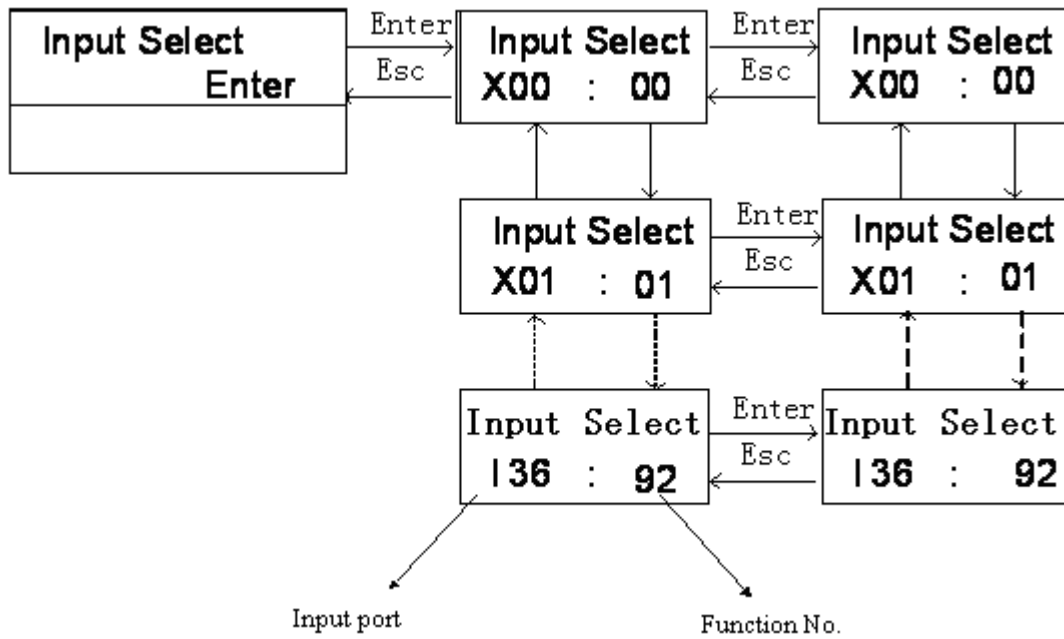 Input Select
Enter
Enter
Esc
Input Select
X00 : 00
Enter
Esc
Input Select
X00 : 00
Input Select
X01 : 01
Enter
Esc
Input Select
X01 : 01
Input Select
I36 : 92
Enter
Esc
Input Select
I36 : 92
Input port
Function No.